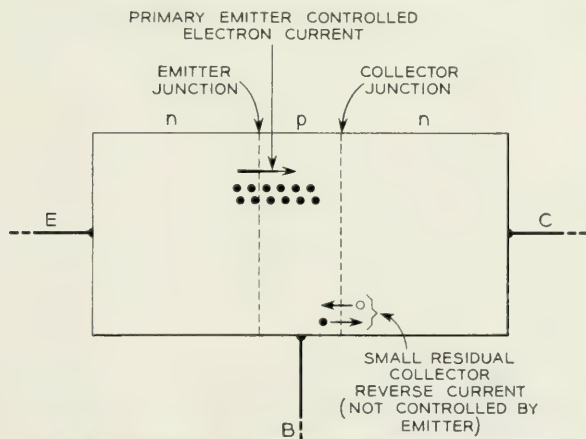 PRIMARY EMITTER CONTROLLED
ELECTRON CURRENT
EMITTER
JUNCTION
COLLECTOR
JUNCTION
n
p
n
E
C
SMALL RESIDUAL
COLLECTOR
REVERSE CURRENT
(NOT CONTROLLED BY
EMITTER)
B